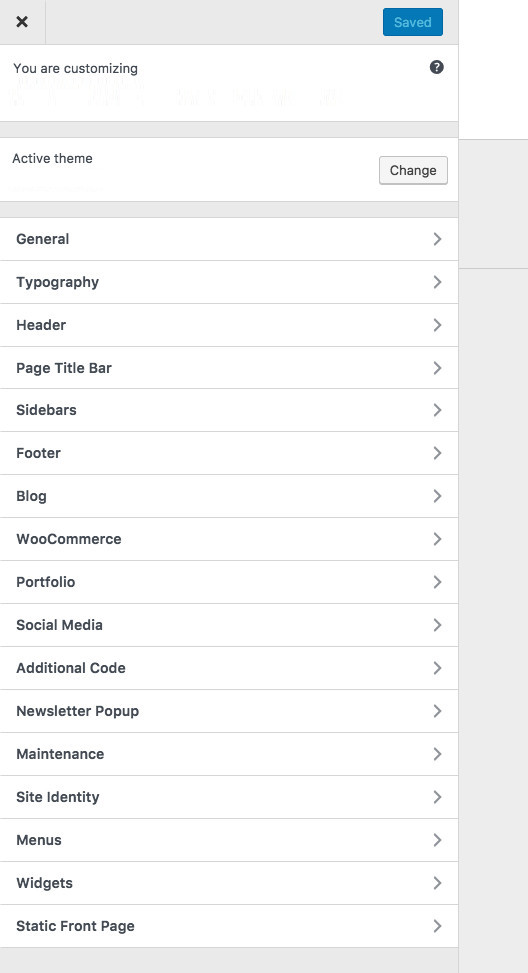 Saved
You are customizing
Active theme
Change
General
Typography
Header
Page Title Bar
Sidebars
Footer
Blog
WooCommerce
Portfolio
Social Media
Additional Code
Newsletter Popup
Maintenance
Site Identity
Menus
Widgets
Static Front Page